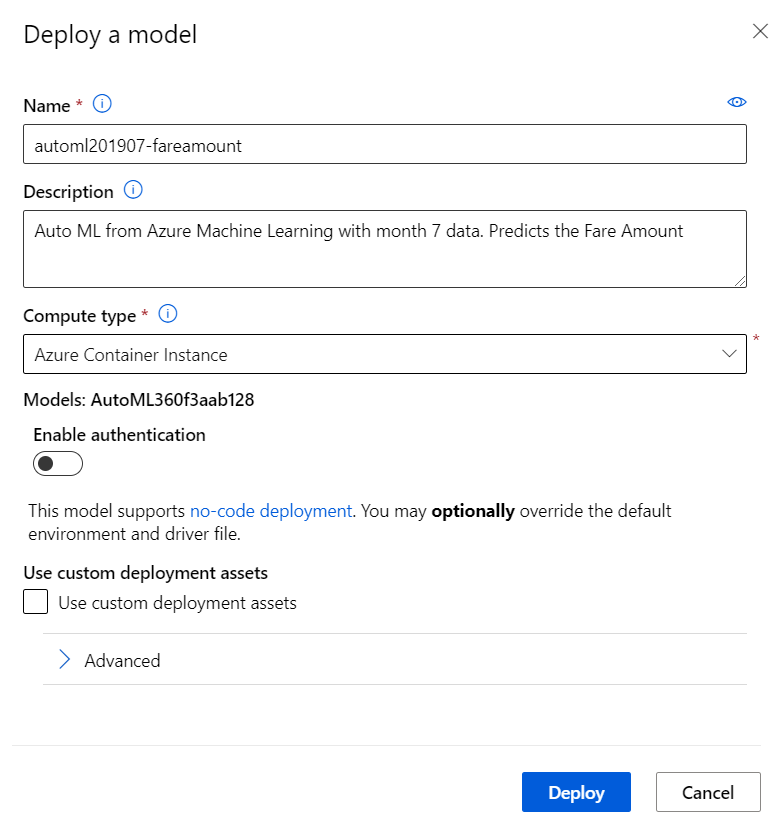 Deploy a model
Name *
automl201907-fareamount
Description
Auto ML from Azure Machine Learning with month 7 data. Predicts the Fare Amount
Compute type *
Azure Container Instance
*
Models: AutoML360f3aab128
Enable authentication
This model supports no-code deployment. You may optionally override the default
environment and driver file.
Use custom deployment assets
Use custom deployment assets
Advanced
Deploy
Cancel